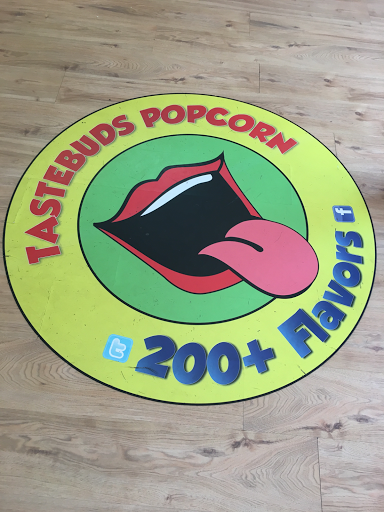 TASTEBUDS POPCORN
200+ Flavors
f